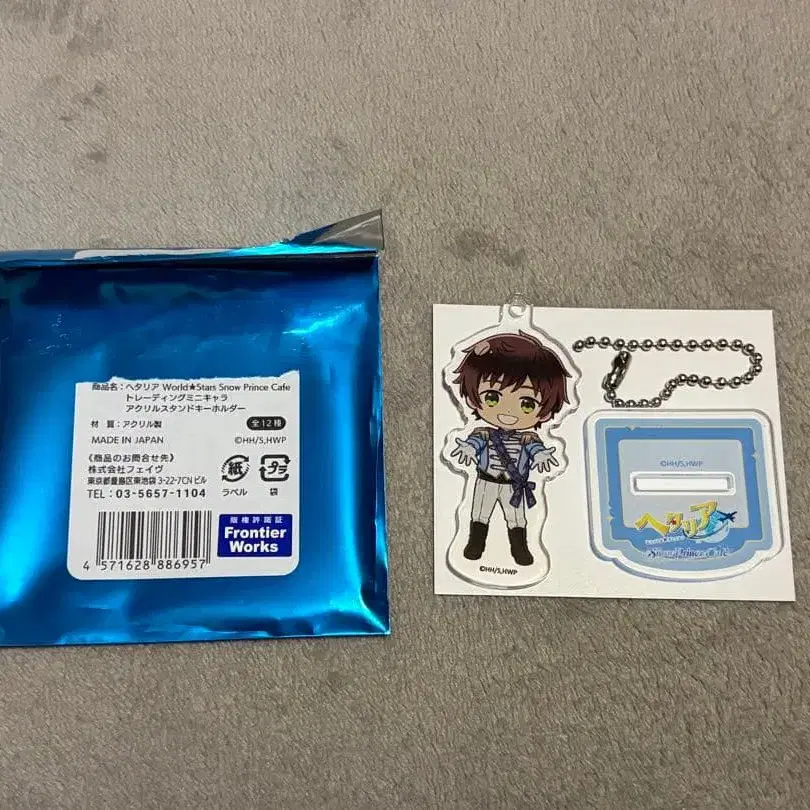 商品名：ヘタリア World★Stars Snow Prince Cafe
トレーディングミニキャラ
アクリルスタンドキーホルダー
材　質：アクリル製
全12種
MADE IN JAPAN
©HH/S,HWP
《商品のお問合せ先》
株式会社フェイヴ
東京都豊島区東池袋 3-22-7CN ビル
TEL：03-5657-1104
紙
ラベル
プラ
袋
版権許諾証
Frontier
Works
4 571628 886957
©HH/S,HWP
©HH/S,HWP
ヘタリア
Snow Prince Cafe